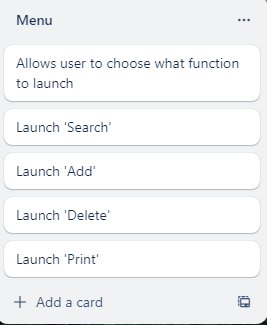 Menu
Allows user to choose what function
to launch
Launch 'Search'
Launch 'Add'
Launch 'Delete'
Launch 'Print'
Add a card